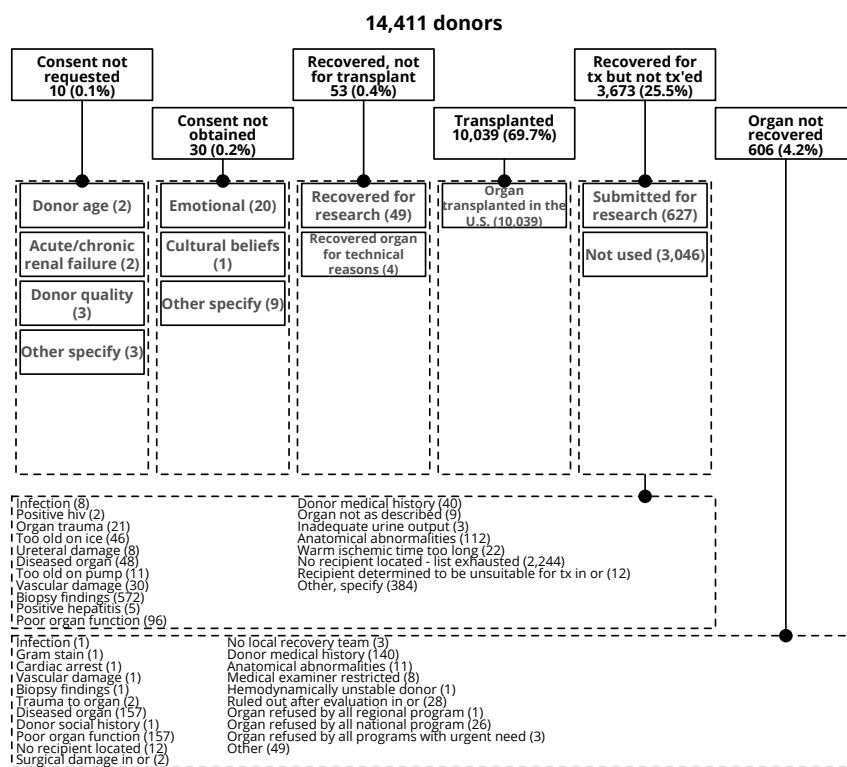 14,411 donors
Consent not
requested
10 (0.1%)
Recovered, not
for transplant
53 (0.4%)
Recovered for
tx but not tx'ed
3,673 (25.5%)
Consent not
obtained
30 (0.2%)
Transplanted
10,039 (69.7%)
Organ not
recovered
606 (4.2%)
Donor age (2)
Acute/chronic
renal failure (2)
Donor quality
(3)
Other specify (3)
Emotional (20)
Cultural beliefs
(1)
Other specify (9)
Recovered for
research (49)
Recovered organ
for technical
reasons (4)
Organ
transplanted in the
U.S. (10,039)
Submitted for
research (627)
Not used (3,046)
Infection (8)
Positive hiv (2)
Organ trauma (21)
Too old on ice (46)
Ureteral damage (8)
Diseased organ (48)
Too old on pump (11)
Vascular damage (30)
Biopsy findings (572)
Positive hepatitis (5)
Poor organ function (96)
Donor medical history (40)
Organ not as described (9)
Inadequate urine output (3)
Anatomical abnormalities (112)
Warm ischemic time too long (22)
No recipient located - list exhausted (2,244)
Recipient determined to be unsuitable for tx in or (12)
Other, specify (384)
Infection (1)
Gram stain (1)
Cardiac arrest (1)
Vascular damage (1)
Biopsy findings (1)
Trauma to organ (2)
Diseased organ (157)
Donor social history (1)
Poor organ function (157)
No recipient located (12)
Surgical damage in or (2)
No local recovery team (3)
Donor medical history (140)
Anatomical abnormalities (11)
Medical examiner restricted (8)
Hemodynamically unstable donor (1)
Ruled out after evaluation in or (28)
Organ refused by all regional program (1)
Organ refused by all national program (26)
Organ refused by all programs with urgent need (3)
Other (49)